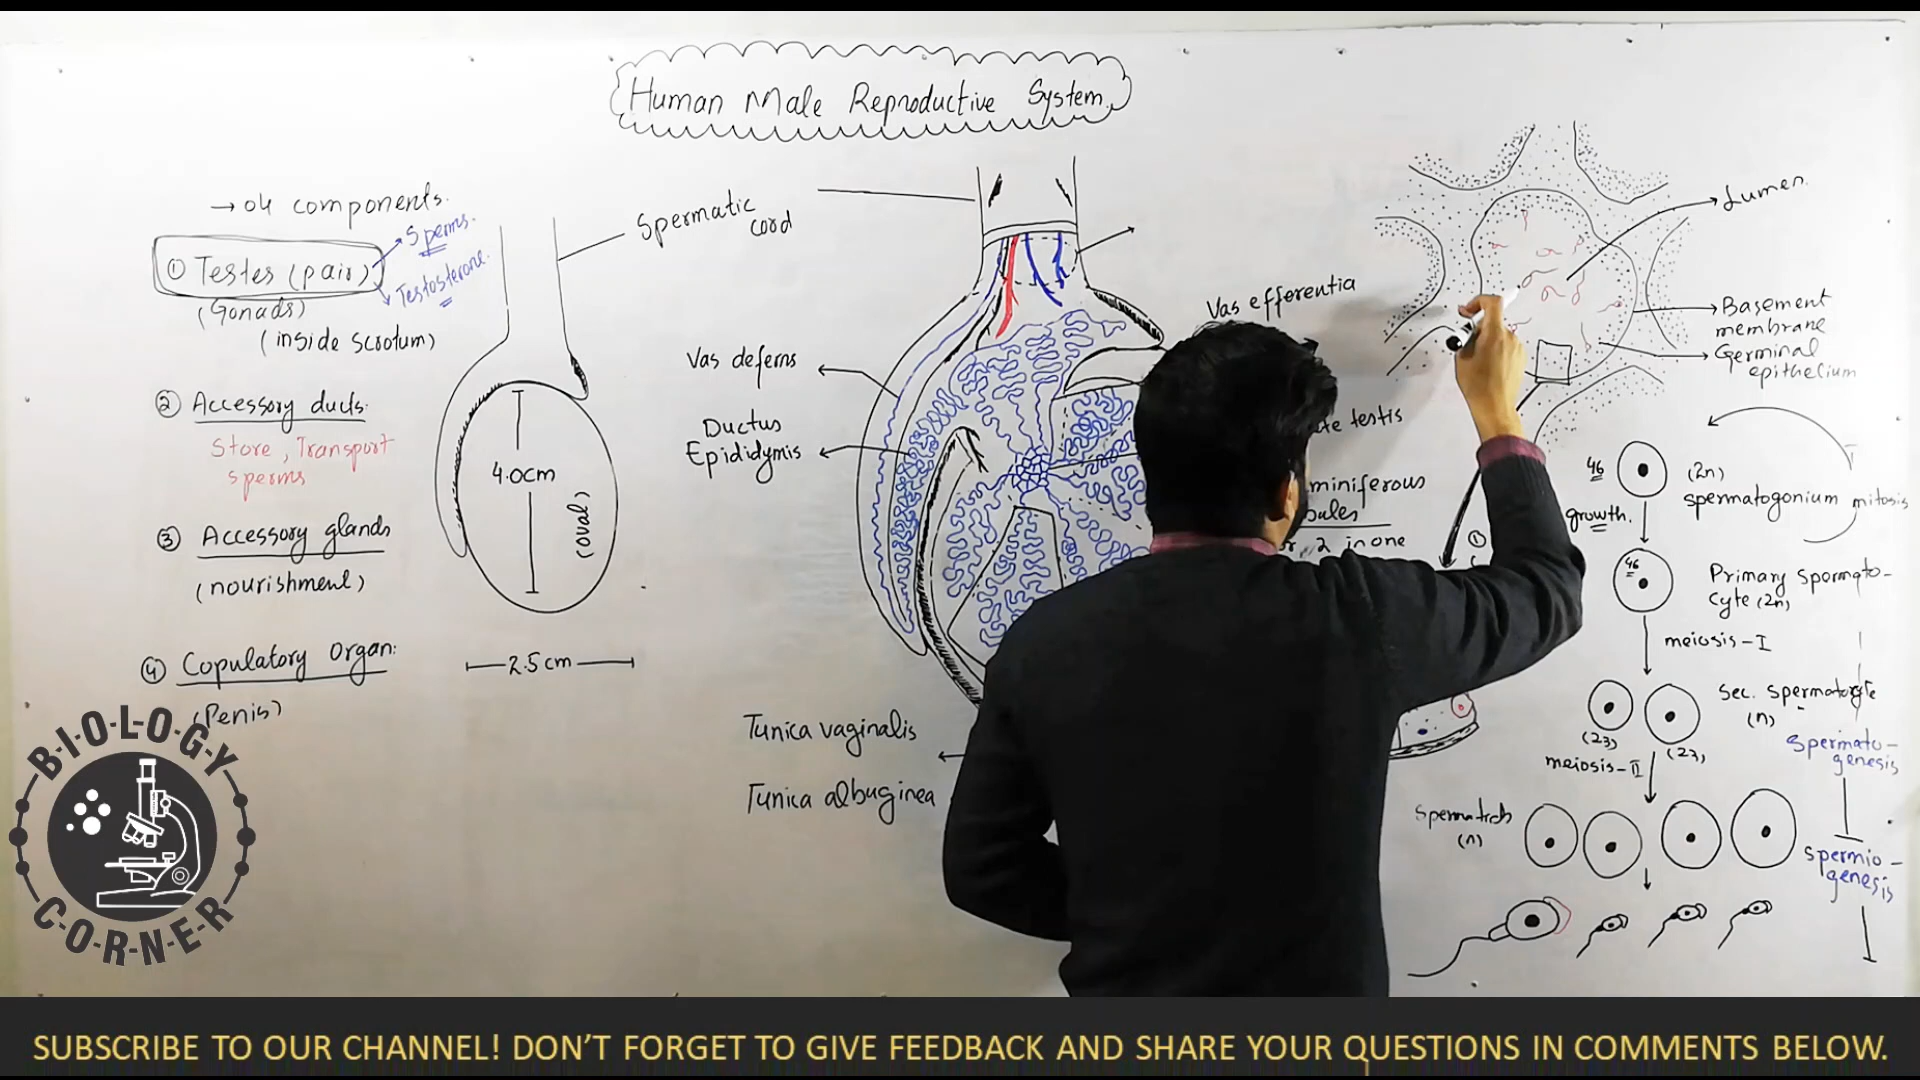 Human Male Reproductive System
→ 04 components.
① Testes (pair)
Sperms.
Testosterone.
(Gonads)
(inside Scrotum)
② Accessory ducts.
Store, Transport
sperms
③ Accessory glands
(nourishment)
④ Copulatory Organ:
(Penis)
Spermatic
cord
4.0cm
(oval)
2.5cm
Vas deferns
Ductus
Epididymis
Tunica vaginalis
Tunica albuginea
Vas efferentia
testis
miniferous
2 in one
①
Lumen
Basement
membrane
Germinal
epithelium
46
(2n)
spermatogonium
mitosis
growth.
46
Primary Spormato-
cyte (2n)
meiosis-I
Sec. Spermatocyte
(n)
(23)
(23)
meiosis-II
Spermato-
genesis
(n)
Spermio-
genesis
BIOLOGY
CORNER
SUBSCRIBE TO OUR CHANNEL! DON'T FORGET TO GIVE FEEDBACK AND SHARE YOUR QUESTIONS IN COMMENTS BELOW.